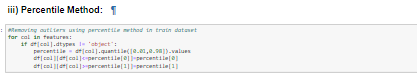 iii) Percentile Method: ¶
#Removing outliers using percentile method in train dataset
for col in features:
if df[col].dtypes != 'object':
percentile = df[col].quantile([0.01,0.98]).values
df[col][df[col]<=percentile[0]]=percentile[0]
df[col][df[col]>=percentile[1]]=percentile[1]